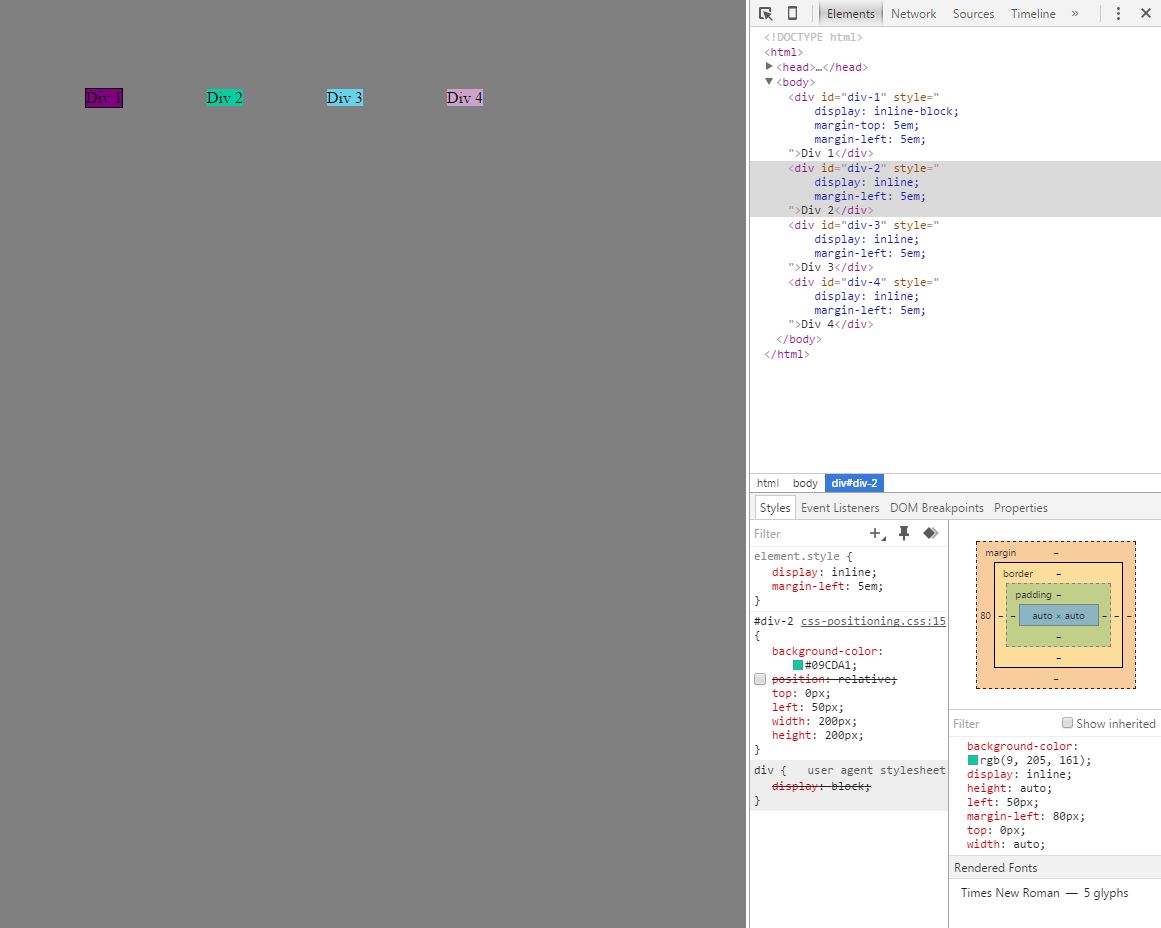 Div 1 Div 2 Div 3 Div 4
Elements Network Sources Timeline »
<!DOCTYPE html>
<html>
<head>…</head>
<body>
<div id="div-1" style="
display: inline-block;
margin-top: 5em;
margin-left: 5em;
">Div 1</div>
<div id="div-2" style="
display: inline;
margin-left: 5em;
">Div 2</div>
<div id="div-3" style="
display: inline;
margin-left: 5em;
">Div 3</div>
<div id="div-4" style="
display: inline;
margin-left: 5em;
">Div 4</div>
</body>
</html>
html body div#div-2
Styles Event Listeners DOM Breakpoints Properties
Filter
element.style {
display: inline;
margin-left: 5em;
}
#div-2 css-positioning.css:15
{
background-color:
#09CDA1;
position: relative;
top: 0px;
left: 50px;
width: 200px;
height: 200px;
}
div { user agent stylesheet
display: block;
}
margin –
border –
padding –
80 – – auto × auto – – –
–
–
–
Filter Show inherited
background-color:
rgb(9, 205, 161);
display: inline;
height: auto;
left: 50px;
margin-left: 80px;
top: 0px;
width: auto;
Rendered Fonts
Times New Roman — 5 glyphs